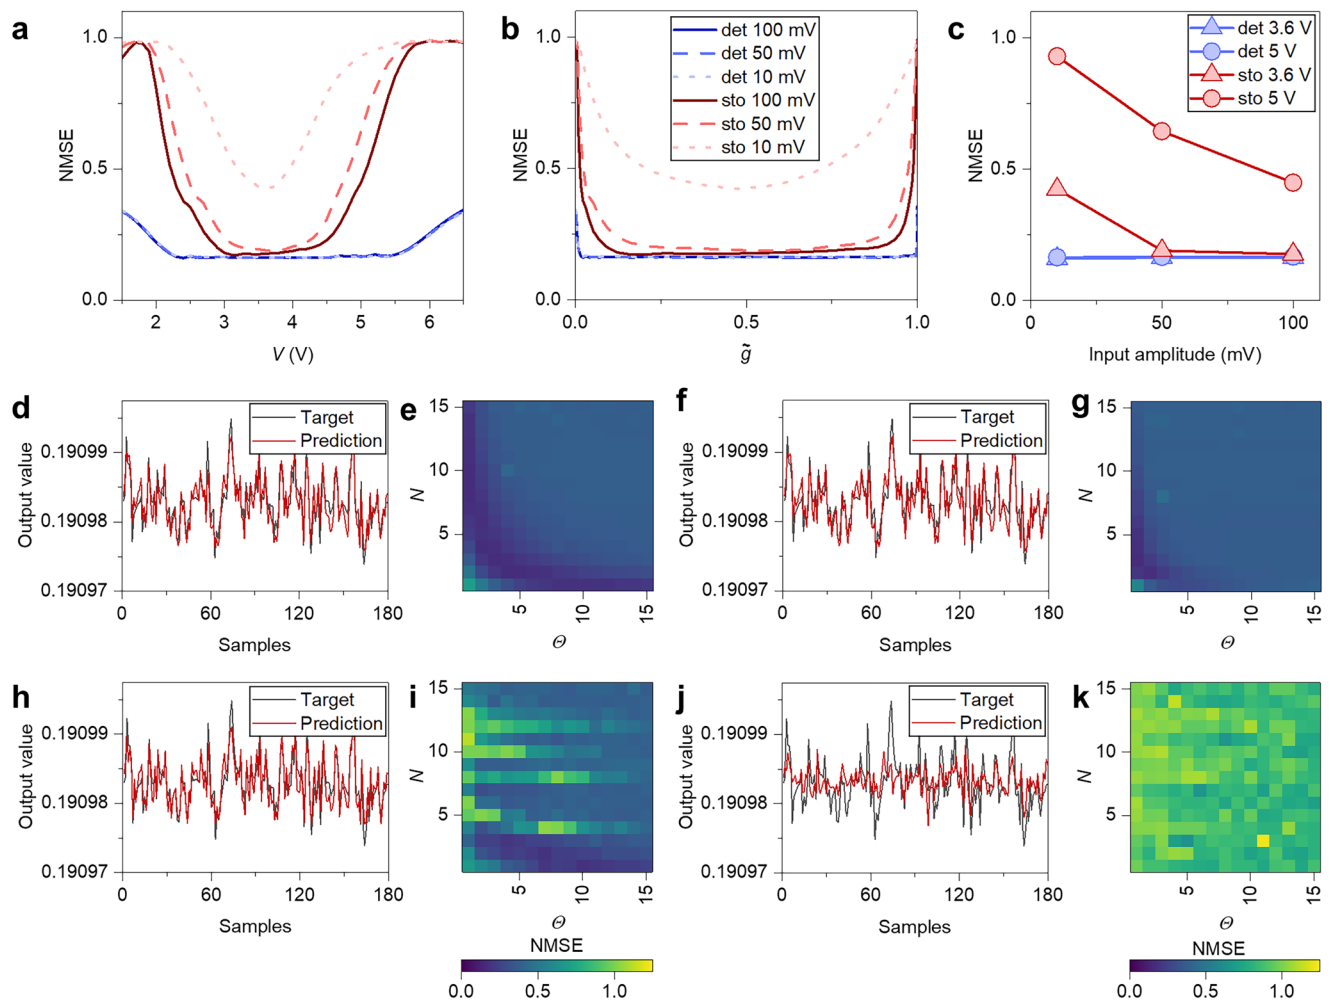 a
1.0
0.5
0.0
NMSE
2
3
4
5
6
V (V)
b
1.0
0.5
0.0
NMSE
det 100 mV
det 50 mV
det 10 mV
sto 100 mV
sto 50 mV
sto 10 mV
0.0
0.5
1.0
g̃
c
1.0
0.5
0.0
NMSE
det 3.6 V
det 5 V
sto 3.6 V
sto 5 V
0
50
100
Input amplitude (mV)
d
Target
Prediction
0.19099
0.19098
0.19097
Output value
0
60
120
180
Samples
e
15
10
5
N
5
10
15
Θ
f
Target
Prediction
0.19099
0.19098
0.19097
Output value
0
60
120
180
Samples
g
15
10
5
N
5
10
15
Θ
h
Target
Prediction
0.19099
0.19098
0.19097
Output value
0
60
120
180
Samples
i
15
10
5
N
5
10
15
Θ
NMSE
0.0
0.5
1.0
j
Target
Prediction
0.19099
0.19098
0.19097
Output value
0
60
120
180
Samples
k
15
10
5
N
5
10
15
Θ
NMSE
0.0
0.5
1.0